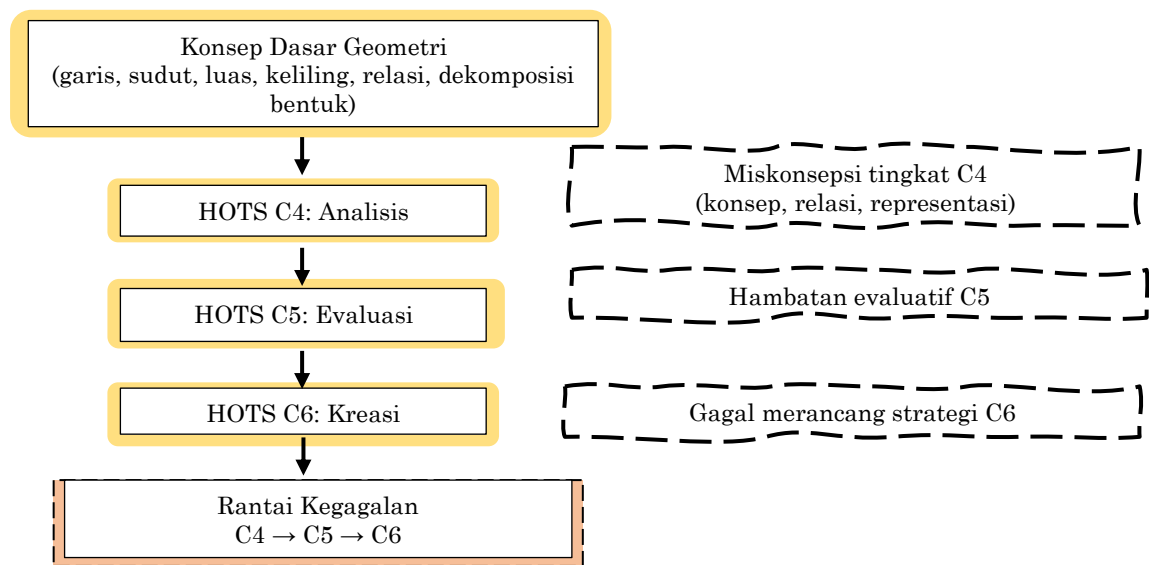 Konsep Dasar Geometri
(garis, sudut, luas, keliling, relasi, dekomposisi
bentuk)
HOTS C4: Analisis
Miskonsepsi tingkat C4
(konsep, relasi, representasi)
HOTS C5: Evaluasi
Hambatan evaluatif C5
HOTS C6: Kreasi
Gagal merancang strategi C6
Rantai Kegagalan
C4 → C5 → C6